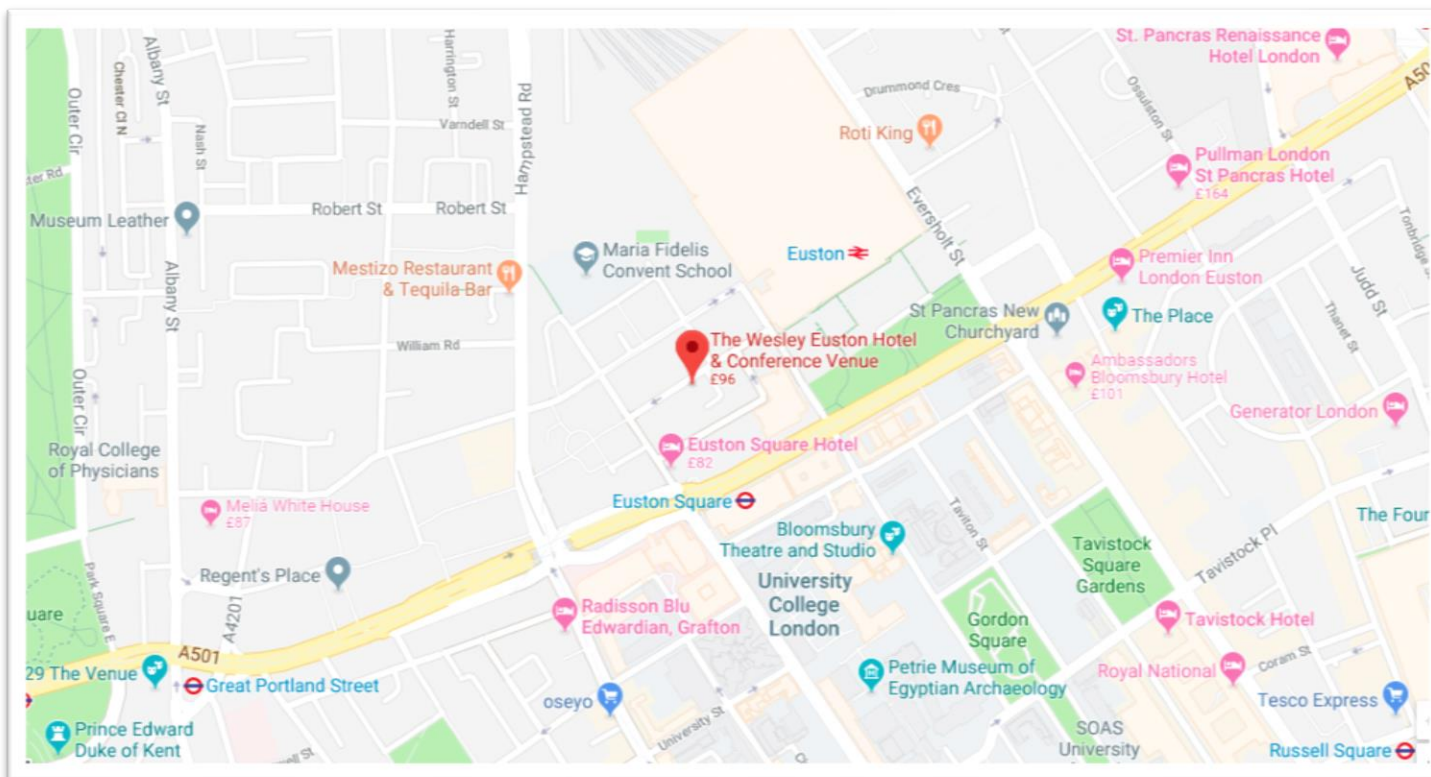 St. Pancras Renaissance
Hotel London
A50
Albany St
Chester Cl N
Outer Cir
Nash St
Harrington St
Varndell St
Hampstead Rd
Drummond Cres
Ossulston St
Roti King
Pullman London
St Pancras Hotel
£164
ter Rd
Museum Leather
Robert St
Robert St
Eversholt St
Tonbridge
Judd St
Maria Fidelis
Convent School
Euston
Mestizo Restaurant
& Tequila Bar
Premier Inn
London Euston
Albany St
St Pancras New
Churchyard
The Place
Thanet St
William Rd
The Wesley Euston Hotel
& Conference Venue
£96
Ambassadors
Bloomsbury Hotel
£101
Outer Cir
Generator London
Royal College
of Physicians
Euston Square Hotel
£82
Euston Square
Meliá White House
£87
Taviton St
The Four
Bloomsbury
Theatre and Studio
Tavistock
Square
Gardens
Tavistock Pl
Regent's Place
University
College
London
Park Square E
A4201
uare
Radisson Blu
Edwardian, Grafton
Gordon
Square
Tavistock Hotel
A501
29 The Venue
Great Portland Street
Petrie Museum of
Egyptian Archaeology
Royal National
Coram St
oseyo
Tesco Express
Prince Edward
Duke of Kent
University St
SOAS
University
Russell Square